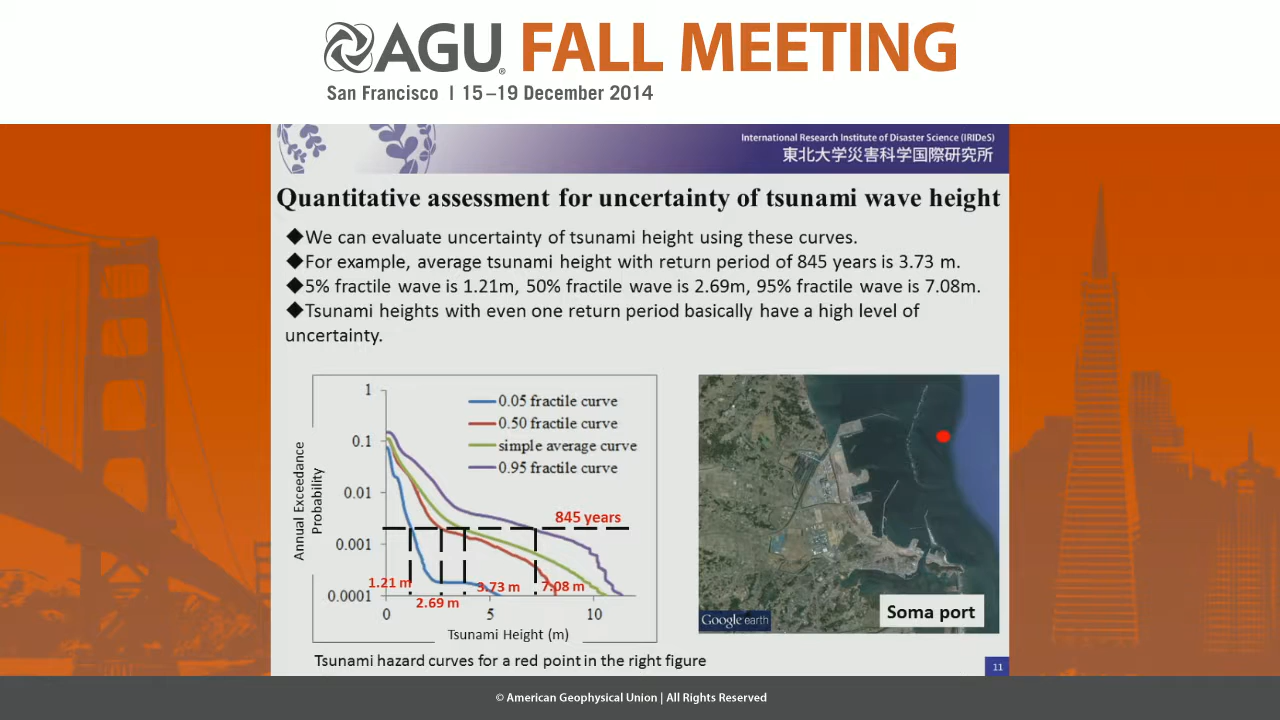 AGU® FALL MEETING
San Francisco | 15–19 December 2014
International Research Institute of Disaster Science (IRIDeS)
東北大学災害科学国際研究所
Quantitative assessment for uncertainty of tsunami wave height
◆We can evaluate uncertainty of tsunami height using these curves.
◆For example, average tsunami height with return period of 845 years is 3.73 m.
◆5% fractile wave is 1.21m, 50% fractile wave is 2.69m, 95% fractile wave is 7.08m.
◆Tsunami heights with even one return period basically have a high level of
uncertainty.
Annual Exceedance
Probability
1
0.1
0.01
0.001
0.0001
0.05 fractile curve
0.50 fractile curve
simple average curve
0.95 fractile curve
845 years
1.21 m
2.69 m
3.73 m
7.08 m
0
5
10
Tsunami Height (m)
Google earth
Soma port
Tsunami hazard curves for a red point in the right figure
11
© American Geophysical Union | All Rights Reserved